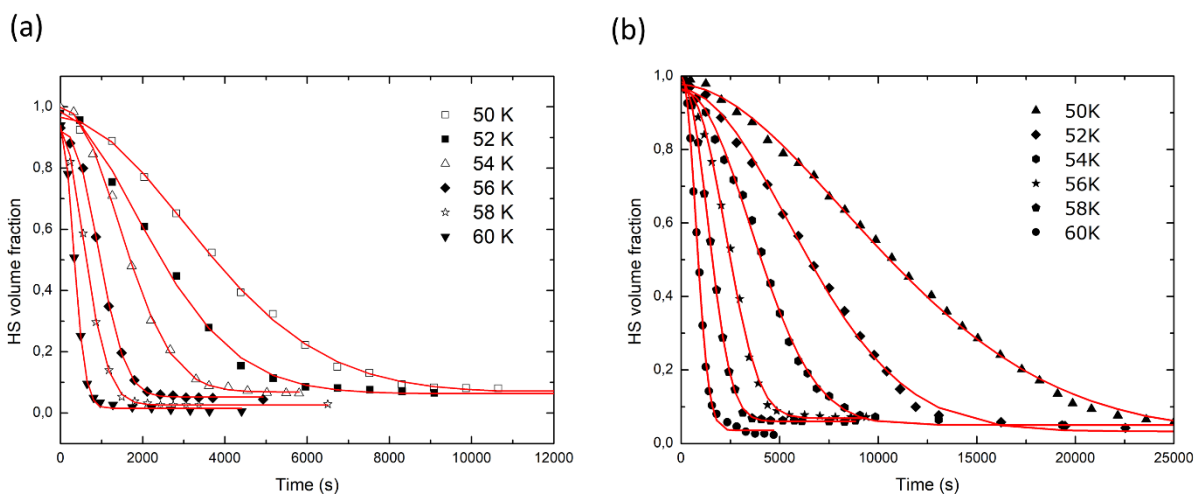 (a)
HS volume fraction
1,0
0,8
0,6
0,4
0,2
0,0
50 K
52 K
54 K
56 K
58 K
60 K
0 2000 4000 6000 8000 10000 12000
Time (s)
(b)
HS volume fraction
1,0
0,8
0,6
0,4
0,2
0,0
50K
52K
54K
56K
58K
60K
0 5000 10000 15000 20000 25000
Time (s)